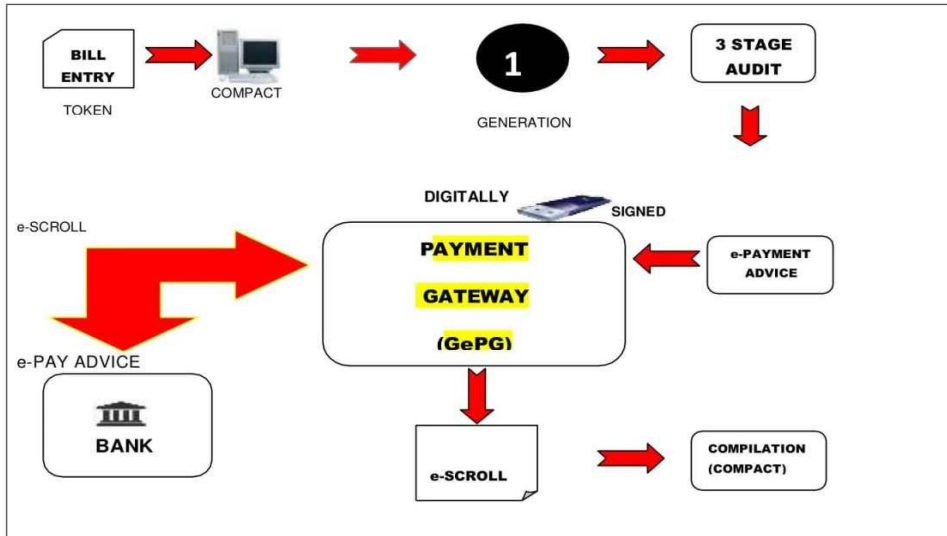 BILL
ENTRY
TOKEN
COMPACT
1
GENERATION
3 STAGE
AUDIT
DIGITALLY
SIGNED
e-SCROLL
PAYMENT
GATEWAY
(GePG)
e-PAYMENT
ADVICE
e-PAY ADVICE
BANK
e-SCROLL
COMPILATION
(COMPACT)